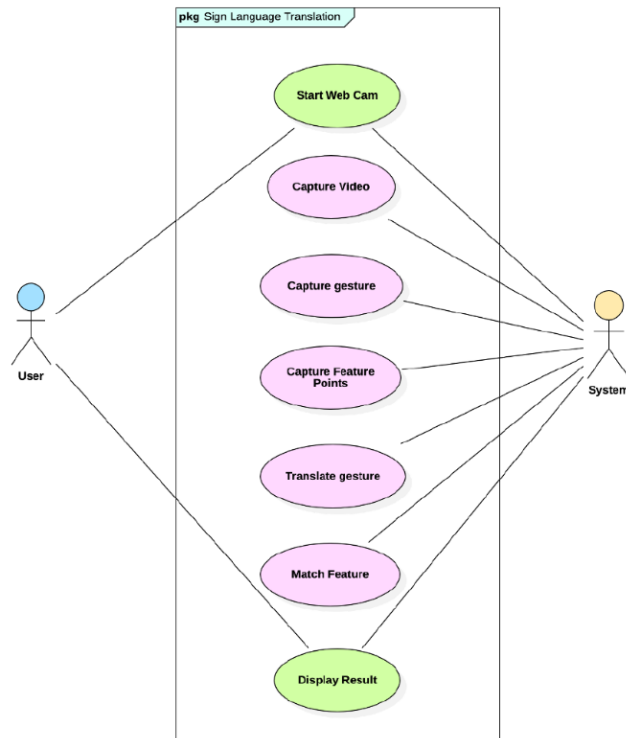 pkg Sign Language Translation
Start Web Cam
Capture Video
Capture gesture
Capture Feature
Points
Translate gesture
Match Feature
Display Result
User
System